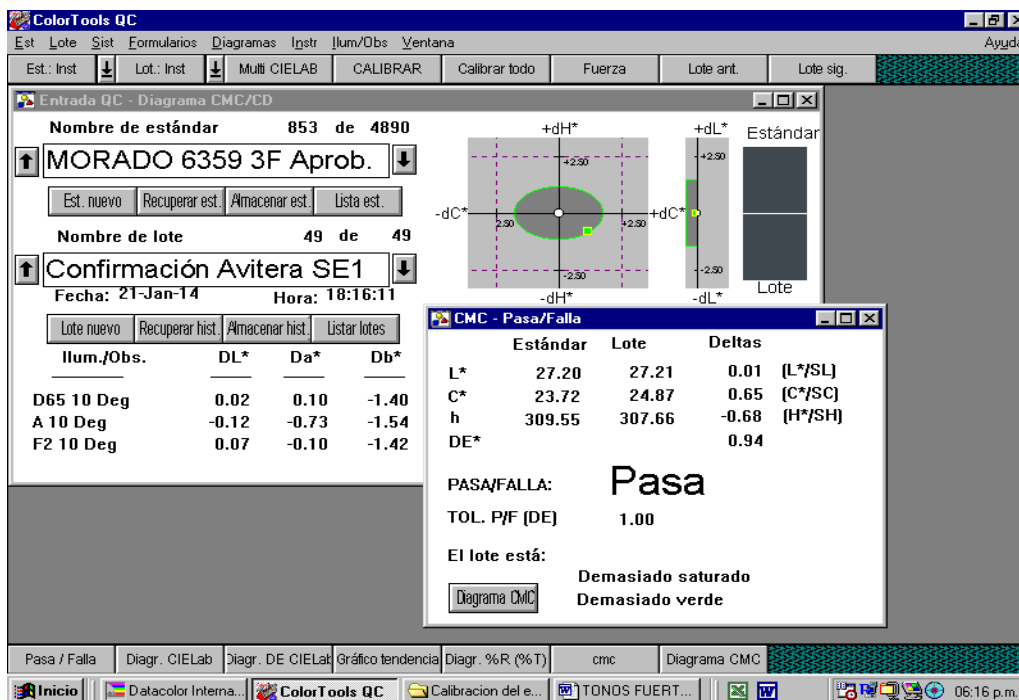 ColorTools QC
Est Lote Sist Formularios Diagramas Instr Ilum/Obs Ventana Ayuda
Est.: Inst Lot.: Inst Multi CIELAB CALIBRAR Calibrar todo Fuerza Lote ant. Lote sig.
Entrada QC - Diagrama CMC/CD
Nombre de estándar 853 de 4890
MORADO 6359 3F Aprob.
Est. nuevo Recuperar est. Almacenar est. Lista est.
Nombre de lote 49 de 49
Confirmación Avitera SE1
Fecha: 21-Jan-14 Hora: 18:16:11
Lote nuevo Recuperar hist. Almacenar hist. Listar lotes
Ilum./Obs. DL* Da* Db*
D65 10 Deg 0.02 0.10 -1.40
A 10 Deg -0.12 -0.73 -1.54
F2 10 Deg 0.07 -0.10 -1.42
+dH* +dL* Estándar
+2.50 +2.50
-dC* +dC*
2.50 +2.50
-2.50 -2.50
-dH* -dL* Lote
CMC - Pasa/Falla
Estándar Lote Deltas
L* 27.20 27.21 0.01 (L*/SL)
C* 23.72 24.87 0.65 (C*/SC)
h 309.55 307.66 -0.68 (H*/SH)
DE* 0.94
PASA/FALLA: Pasa
TOL. P/F (DE) 1.00
El lote está:
Demasiado saturado
Diagrama CMC Demasiado verde
Pasa / Falla Diagr. CIELab Diagr. DE CIELab Gráfico tendencia Diagr. %R (%T) cmc Diagrama CMC
Inicio Datacolor Interna... ColorTools QC Calibracion del e... TONOS FUERT... 06:16 p.m.